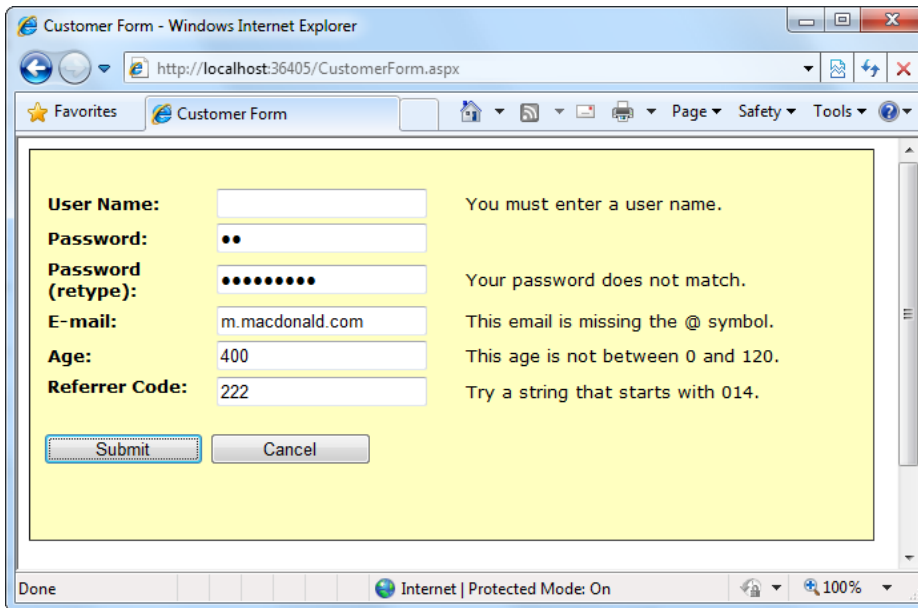 Customer Form - Windows Internet Explorer
http://localhost:36405/CustomerForm.aspx
Favorites Customer Form Page Safety Tools
User Name: You must enter a user name.
Password: ●●
Password
(retype): ●●●●●●●●● Your password does not match.
E-mail: m.macdonald.com This email is missing the @ symbol.
Age: 400 This age is not between 0 and 120.
Referrer Code: 222 Try a string that starts with 014.
Submit Cancel
Done Internet | Protected Mode: On 100%